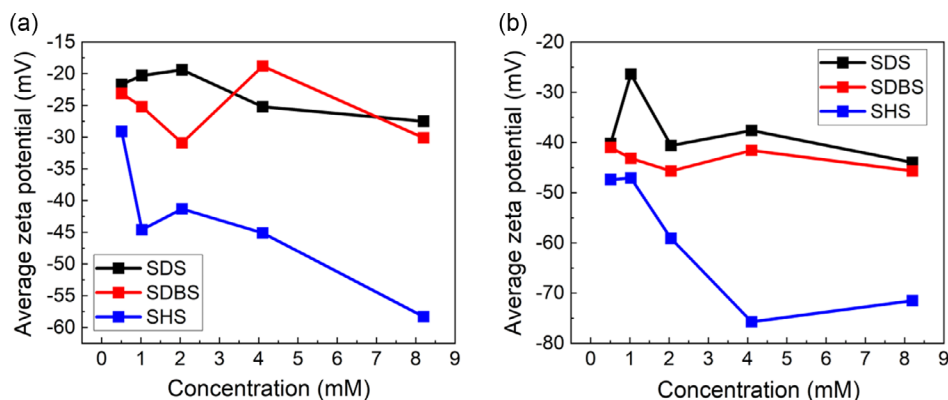 (a)
Average zeta potential (mV)
-15
-20
-25
-30
-35
-40
-45
-50
-55
-60
SDS
SDBS
SHS
0 1 2 3 4 5 6 7 8 9
Concentration (mM)
(b)
Average zeta potential (mV)
-20
-30
-40
-50
-60
-70
-80
SDS
SDBS
SHS
0 1 2 3 4 5 6 7 8 9
Concentration (mM)